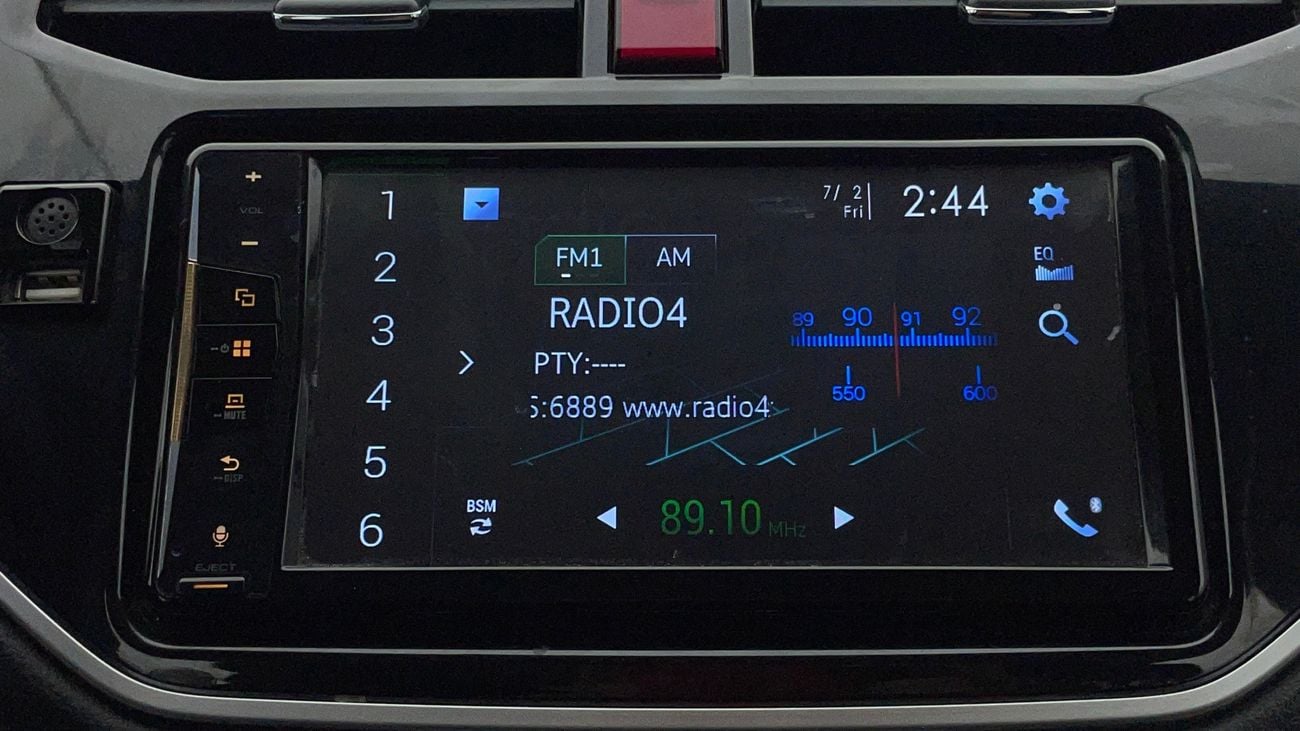 VOL
MUTE
DISP
EJECT
1
2
3
4
5
6
7/ 2
Fri
2:44
FM1 AM
EQ
RADIO4
PTY:----
5:6889 www.radio4
89 90 91 92
550 600
BSM
89.10 MHz